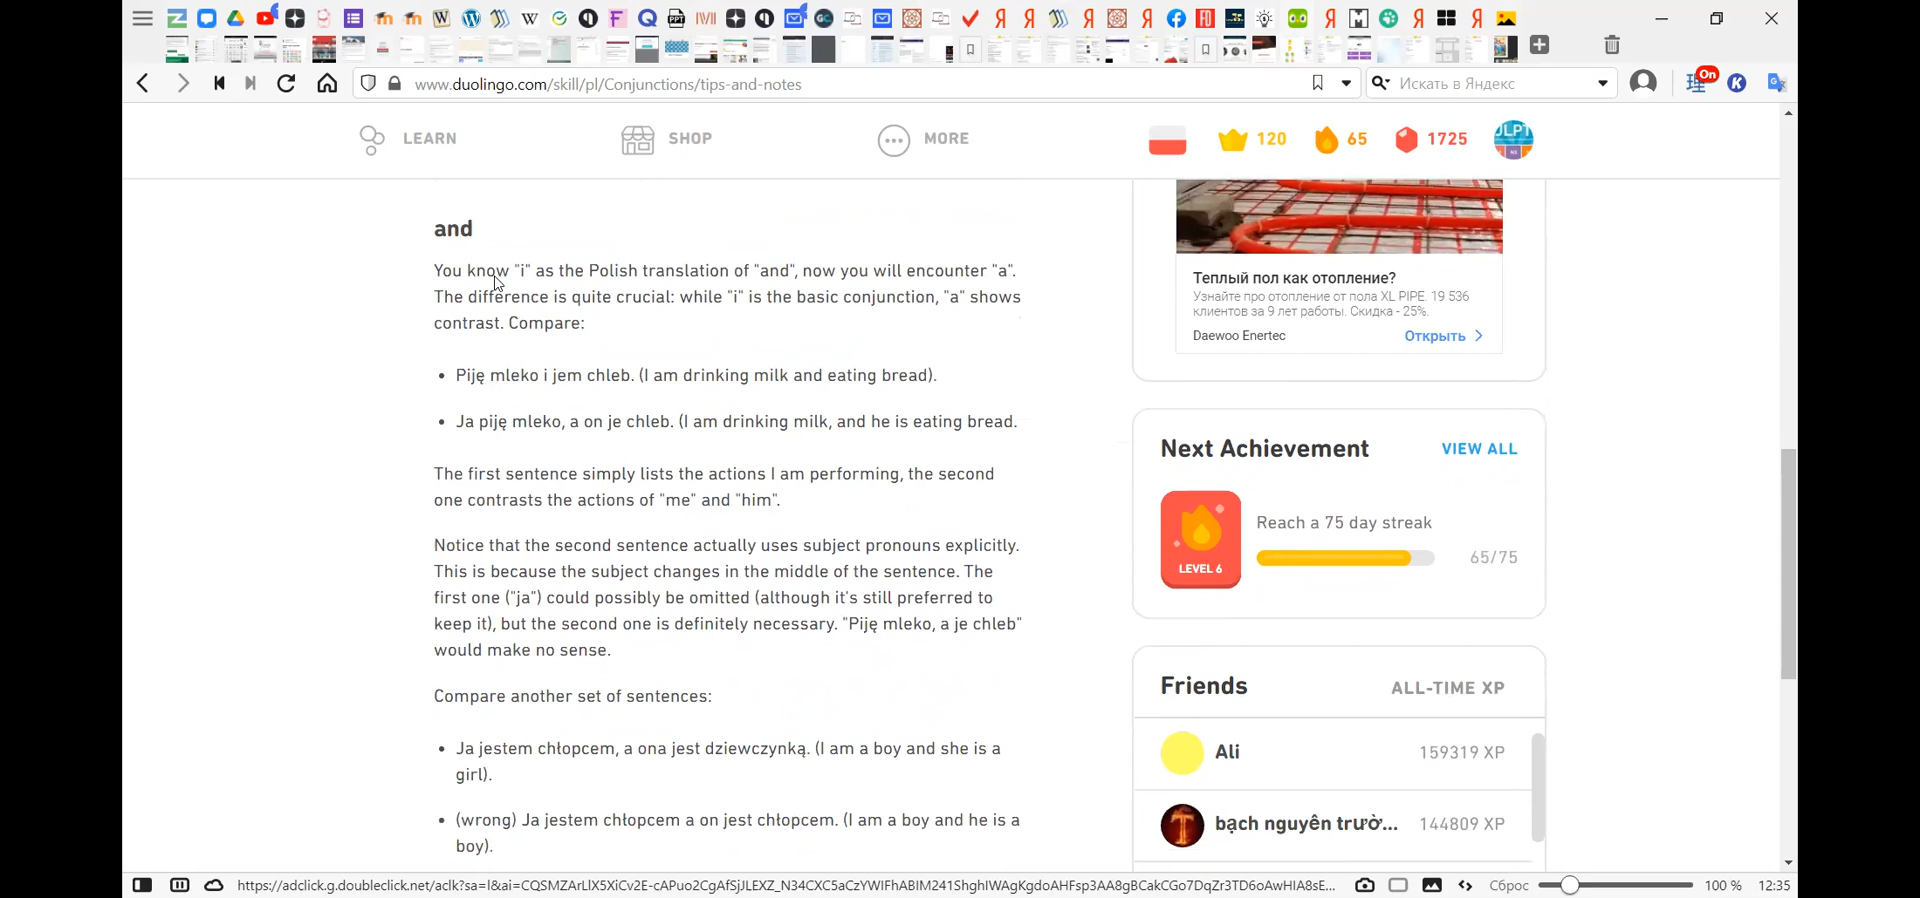 www.duolingo.com/skill/pl/Conjunctions/tips-and-notes
Искать в Яндекс
On
LEARN
SHOP
MORE
120
65
1725
and
You know "i" as the Polish translation of "and", now you will encounter "a".
The difference is quite crucial: while "i" is the basic conjunction, "a" shows
contrast. Compare:
• Piję mleko i jem chleb. (I am drinking milk and eating bread).
• Ja piję mleko, a on je chleb. (I am drinking milk, and he is eating bread.
The first sentence simply lists the actions I am performing, the second
one contrasts the actions of "me" and "him".
Notice that the second sentence actually uses subject pronouns explicitly.
This is because the subject changes in the middle of the sentence. The
first one ("ja") could possibly be omitted (although it's still preferred to
keep it), but the second one is definitely necessary. "Piję mleko, a je chleb"
would make no sense.
Compare another set of sentences:
• Ja jestem chłopcem, a ona jest dziewczynką. (I am a boy and she is a
girl).
• (wrong) Ja jestem chłopcem a on jest chłopcem. (I am a boy and he is a
boy).
Теплый пол как отопление?
Узнайте про отопление от пола XL PIPE. 19 536
клиентов за 9 лет работы. Скидка - 25%.
Daewoo Enertec
Открыть
Next Achievement
VIEW ALL
LEVEL 6
Reach a 75 day streak
65/75
Friends
ALL-TIME XP
Ali
159319 XP
bạch nguyên trườ...
144809 XP
Сброс
100 %
12:35